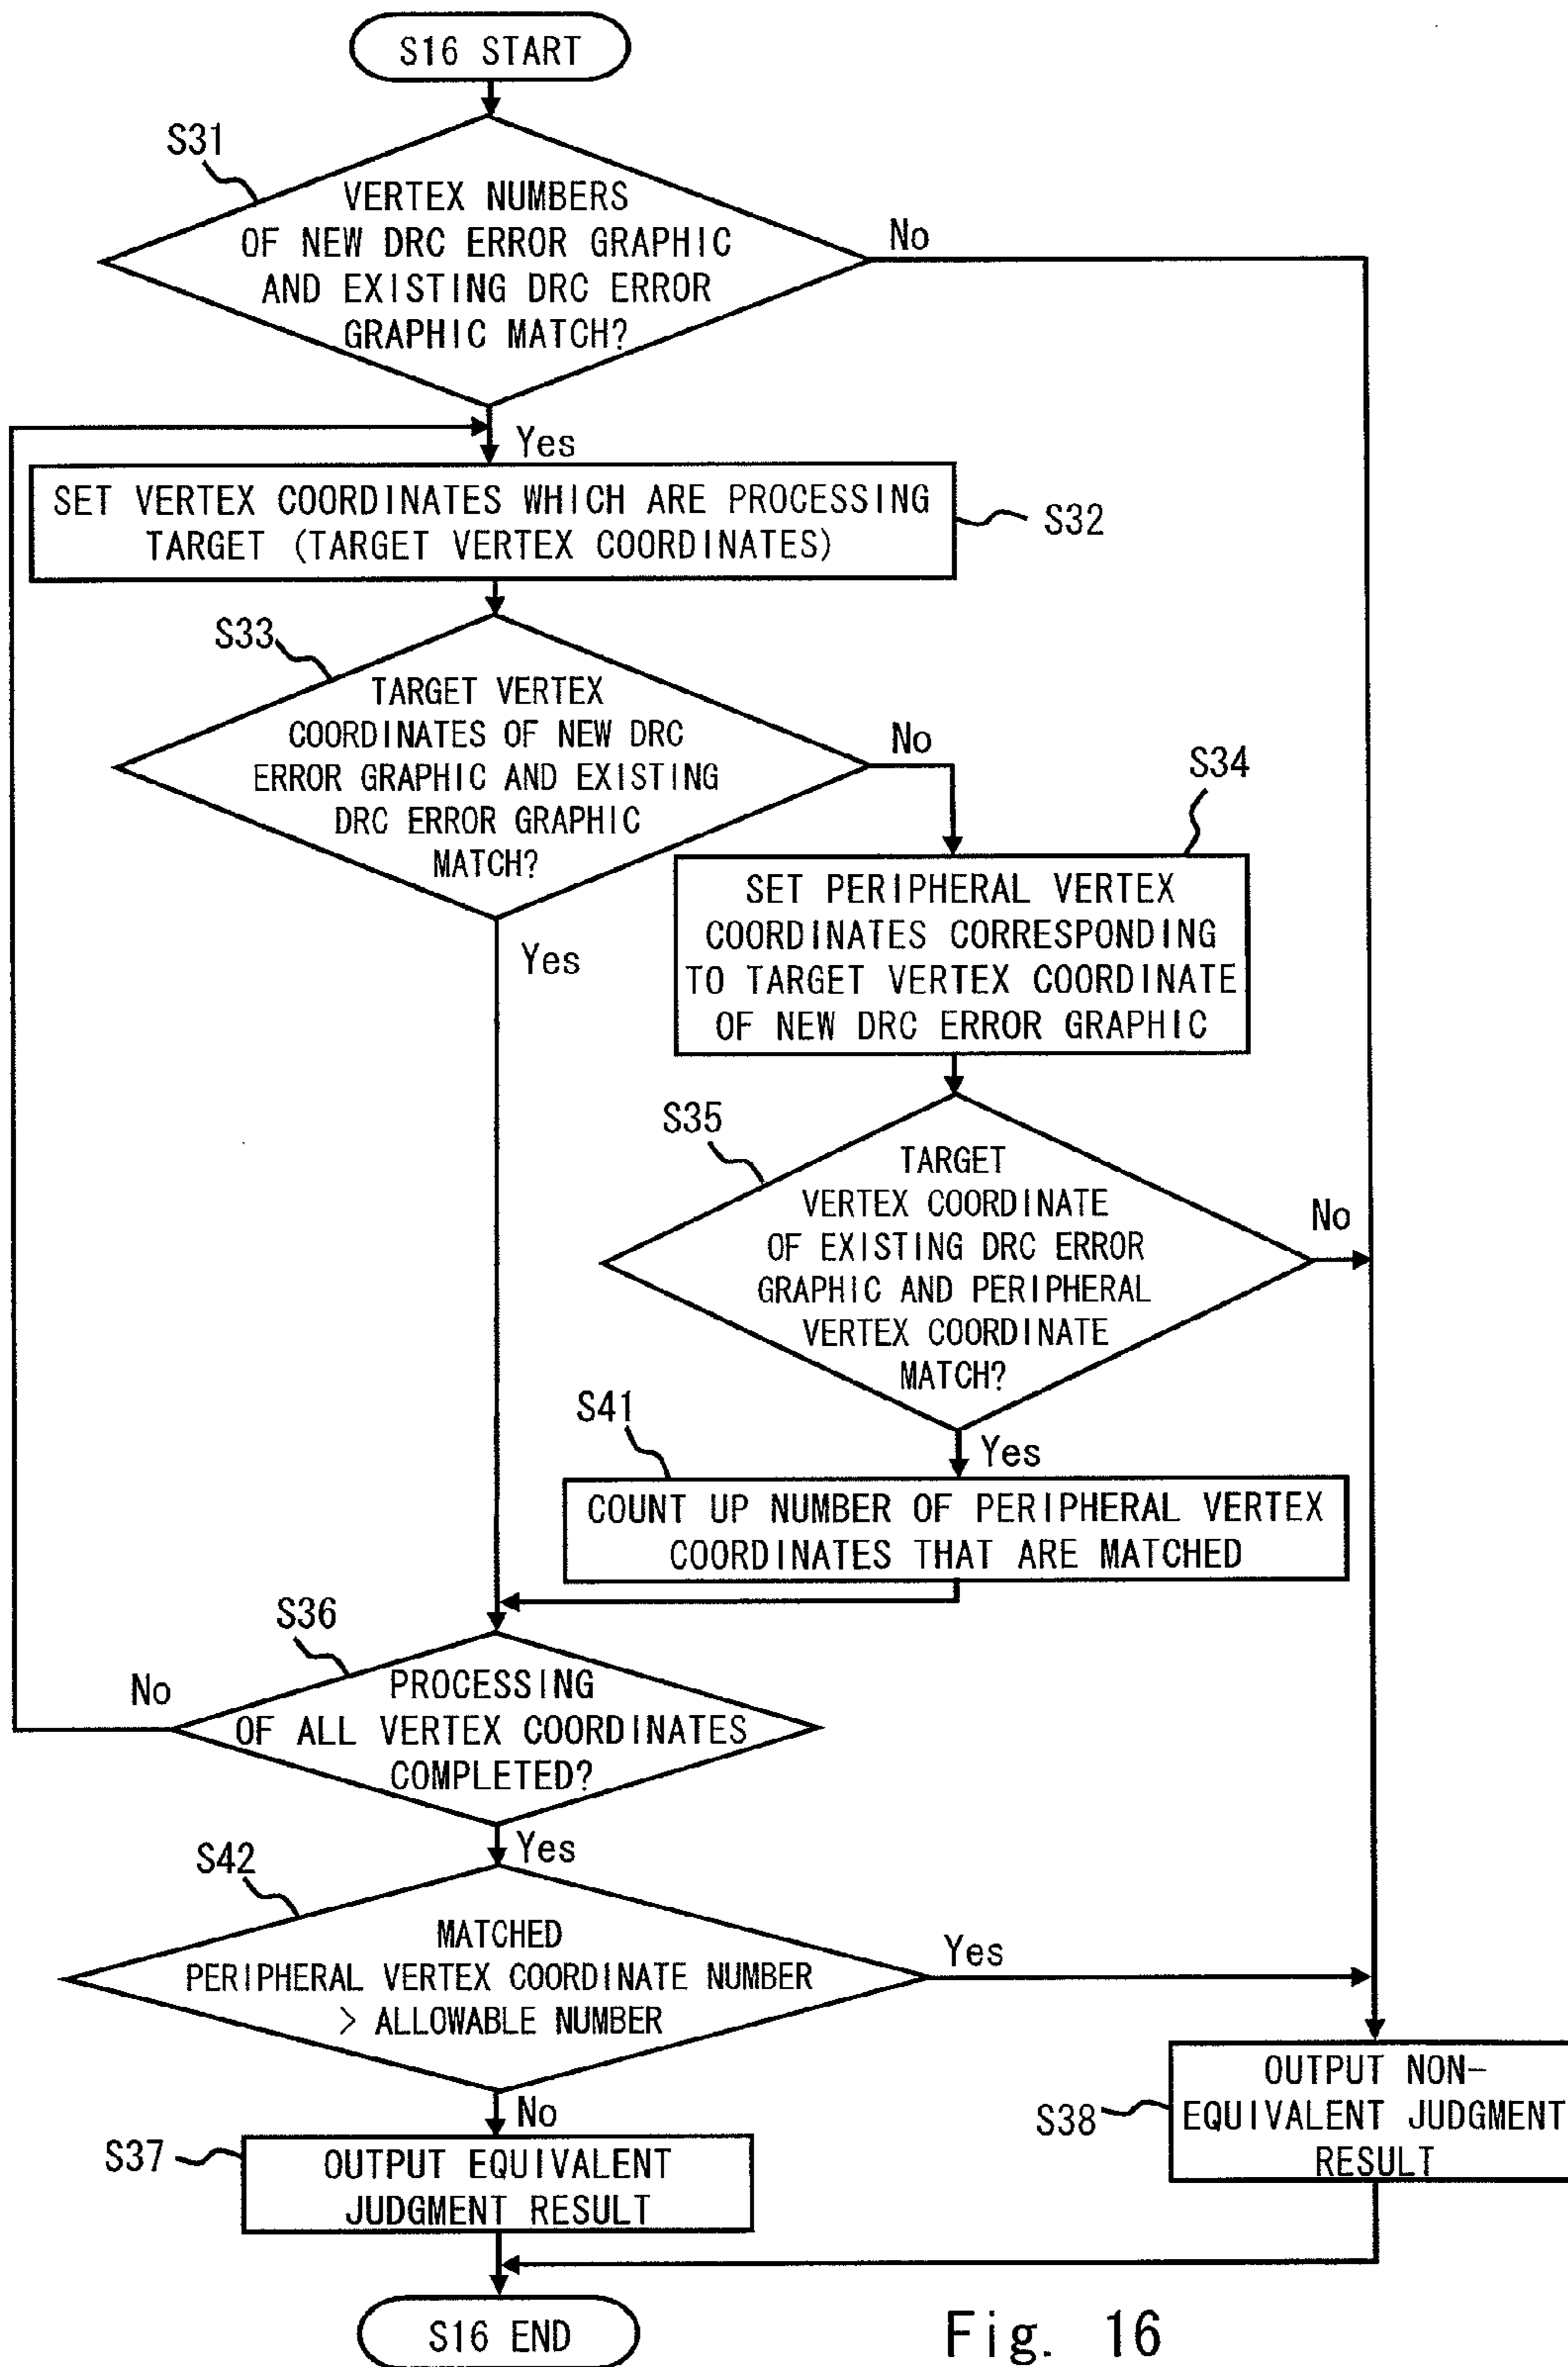 S16 START
S31
VERTEX NUMBERS
OF NEW DRC ERROR GRAPHIC
AND EXISTING DRC ERROR
GRAPHIC MATCH?
No
Yes
SET VERTEX COORDINATES WHICH ARE PROCESSING
TARGET (TARGET VERTEX COORDINATES)
S32
S33
TARGET VERTEX
COORDINATES OF NEW DRC
ERROR GRAPHIC AND EXISTING
DRC ERROR GRAPHIC
MATCH?
No
Yes
S34
SET PERIPHERAL VERTEX
COORDINATES CORRESPONDING
TO TARGET VERTEX COORDINATE
OF NEW DRC ERROR GRAPHIC
S35
TARGET
VERTEX COORDINATE
OF EXISTING DRC ERROR
GRAPHIC AND PERIPHERAL
VERTEX COORDINATE
MATCH?
No
Yes
S41
COUNT UP NUMBER OF PERIPHERAL VERTEX
COORDINATES THAT ARE MATCHED
S36
PROCESSING
OF ALL VERTEX COORDINATES
COMPLETED?
No
Yes
S42
MATCHED
PERIPHERAL VERTEX COORDINATE NUMBER
> ALLOWABLE NUMBER
Yes
No
S37
OUTPUT EQUIVALENT
JUDGMENT RESULT
S38
OUTPUT NON-
EQUIVALENT JUDGMENT
RESULT
S16 END
Fig. 16